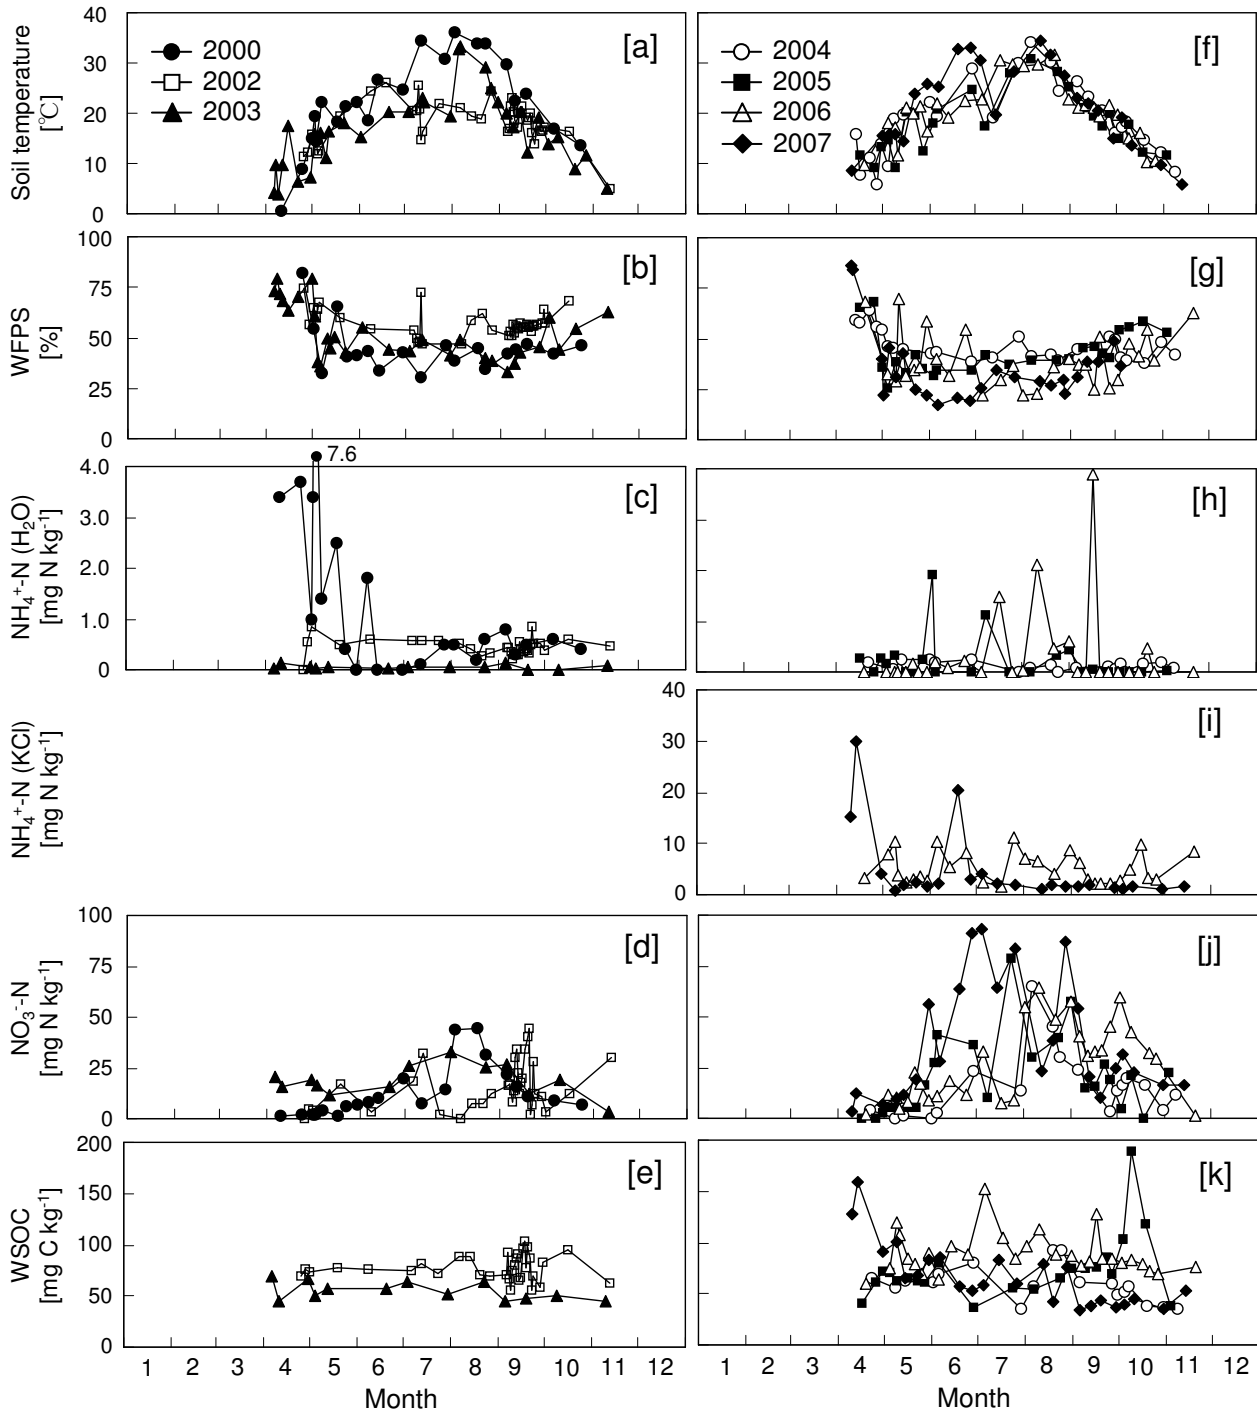 40
30
20
10
0
Soil temperature
[℃]
2000
2002
2003
[a]
2004
2005
2006
2007
[f]
100
75
50
25
0
WFPS
[%]
[b]
[g]
7.6
4.0
3.0
2.0
1.0
0
NH₄⁺-N (H₂O)
[mg N kg⁻¹]
[c]
[h]
NH₄⁺-N (KCl)
[mg N kg⁻¹]
40
30
20
10
0
[i]
100
75
50
25
0
NO₃⁻-N
[mg N kg⁻¹]
[d]
[j]
200
150
100
50
0
WSOC
[mg C kg⁻¹]
[e]
[k]
1 2 3 4 5 6 7 8 9 10 11 12
1 2 3 4 5 6 7 8 9 10 11 12
Month
Month